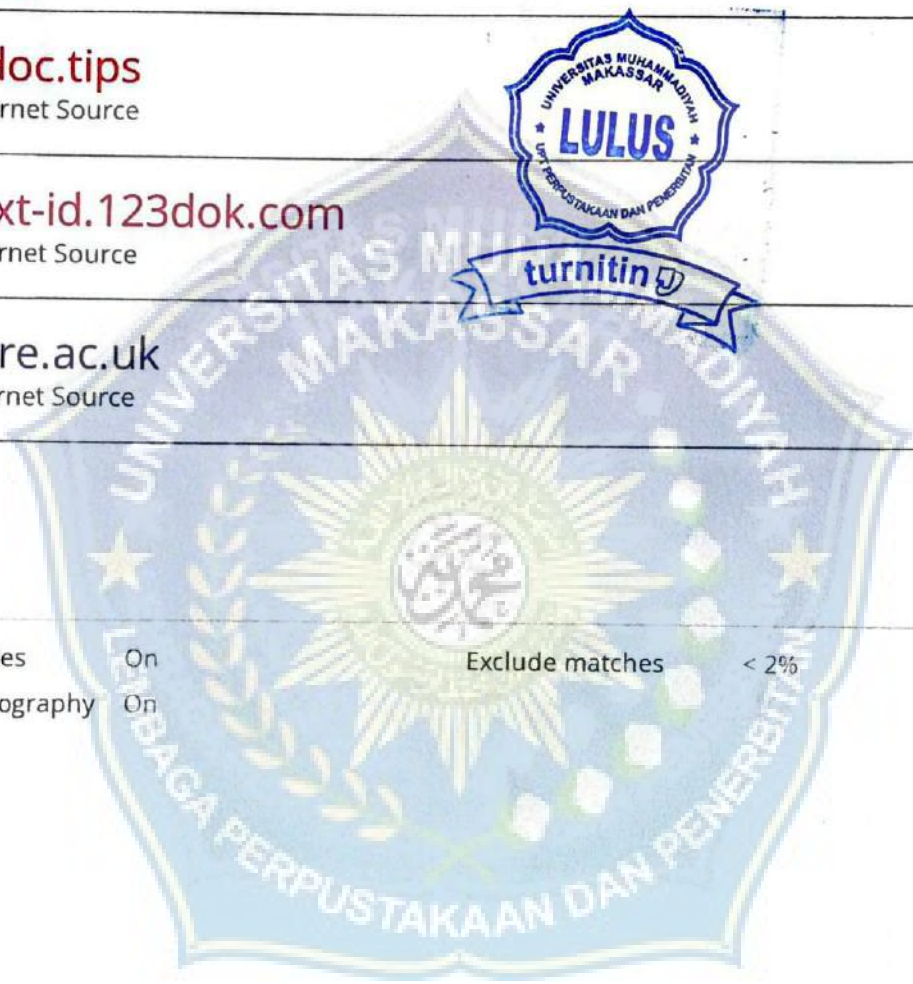 doc.tips
rnet Source
UNIVERSITAS MUHAMMADIYAH
MAKASSAR
LULUS
UPT PERPUSTAKAAN DAN PENERBITAN
turnitin
xt-id.123dok.com
rnet Source
re.ac.uk
rnet Source
UNIVERSITAS MUHAMMADIYAH
MAKASSAR
LEMBAGA PERPUSTAKAAN DAN PENERBITAN
es On
Exclude matches < 2%
ography On